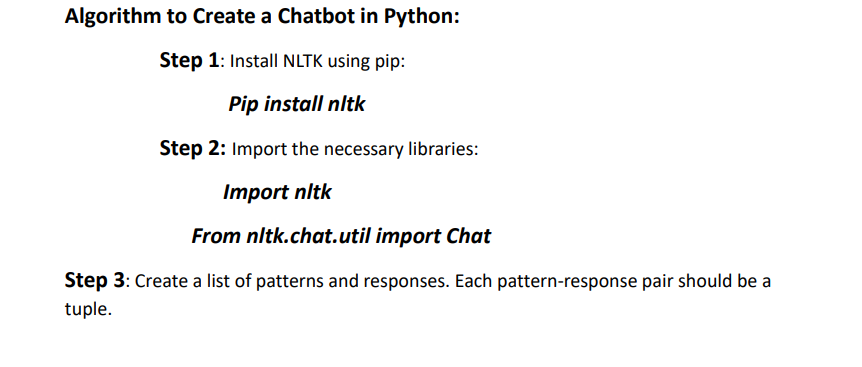 Algorithm to Create a Chatbot in Python:
Step 1: Install NLTK using pip:
Pip install nltk
Step 2: Import the necessary libraries:
Import nltk
From nltk.chat.util import Chat
Step 3: Create a list of patterns and responses. Each pattern-response pair should be a
tuple.